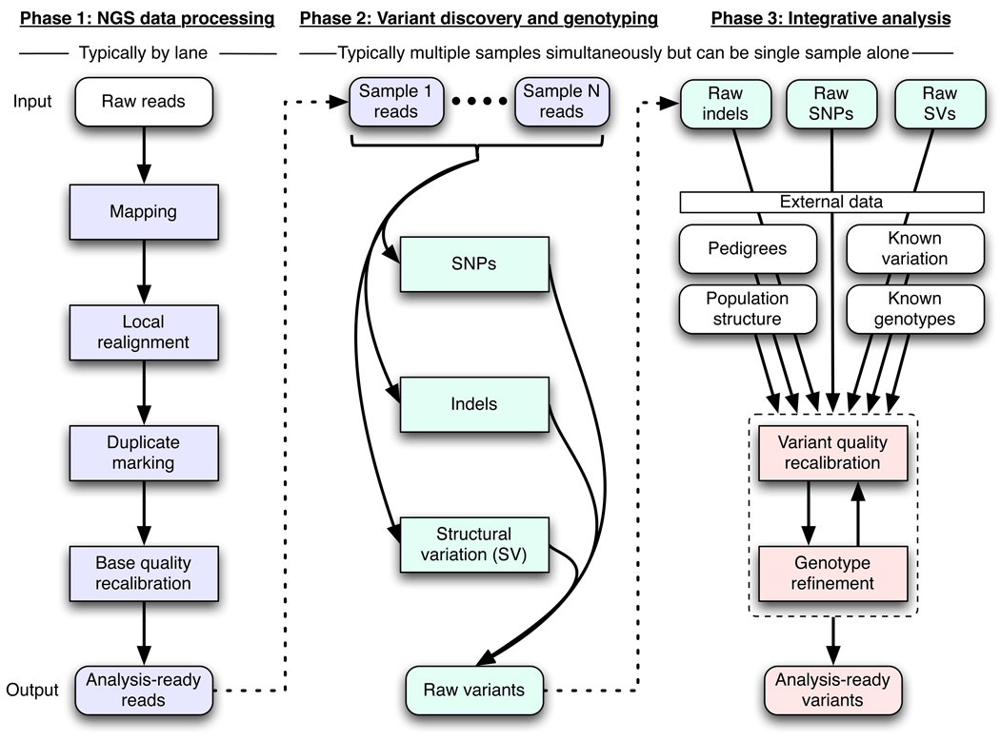 Phase 1: NGS data processing
Typically by lane
Input
Raw reads
Mapping
Local
realignment
Duplicate
marking
Base quality
recalibration
Output
Analysis-ready
reads
Phase 2: Variant discovery and genotyping
Typically multiple samples simultaneously but can be single sample alone
Sample 1
reads
Sample N
reads
SNPs
Indels
Structural
variation (SV)
Raw variants
Phase 3: Integrative analysis
Raw
indels
Raw
SNPs
Raw
SVs
External data
Pedigrees
Known
variation
Population
structure
Known
genotypes
Variant quality
recalibration
Genotype
refinement
Analysis-ready
variants